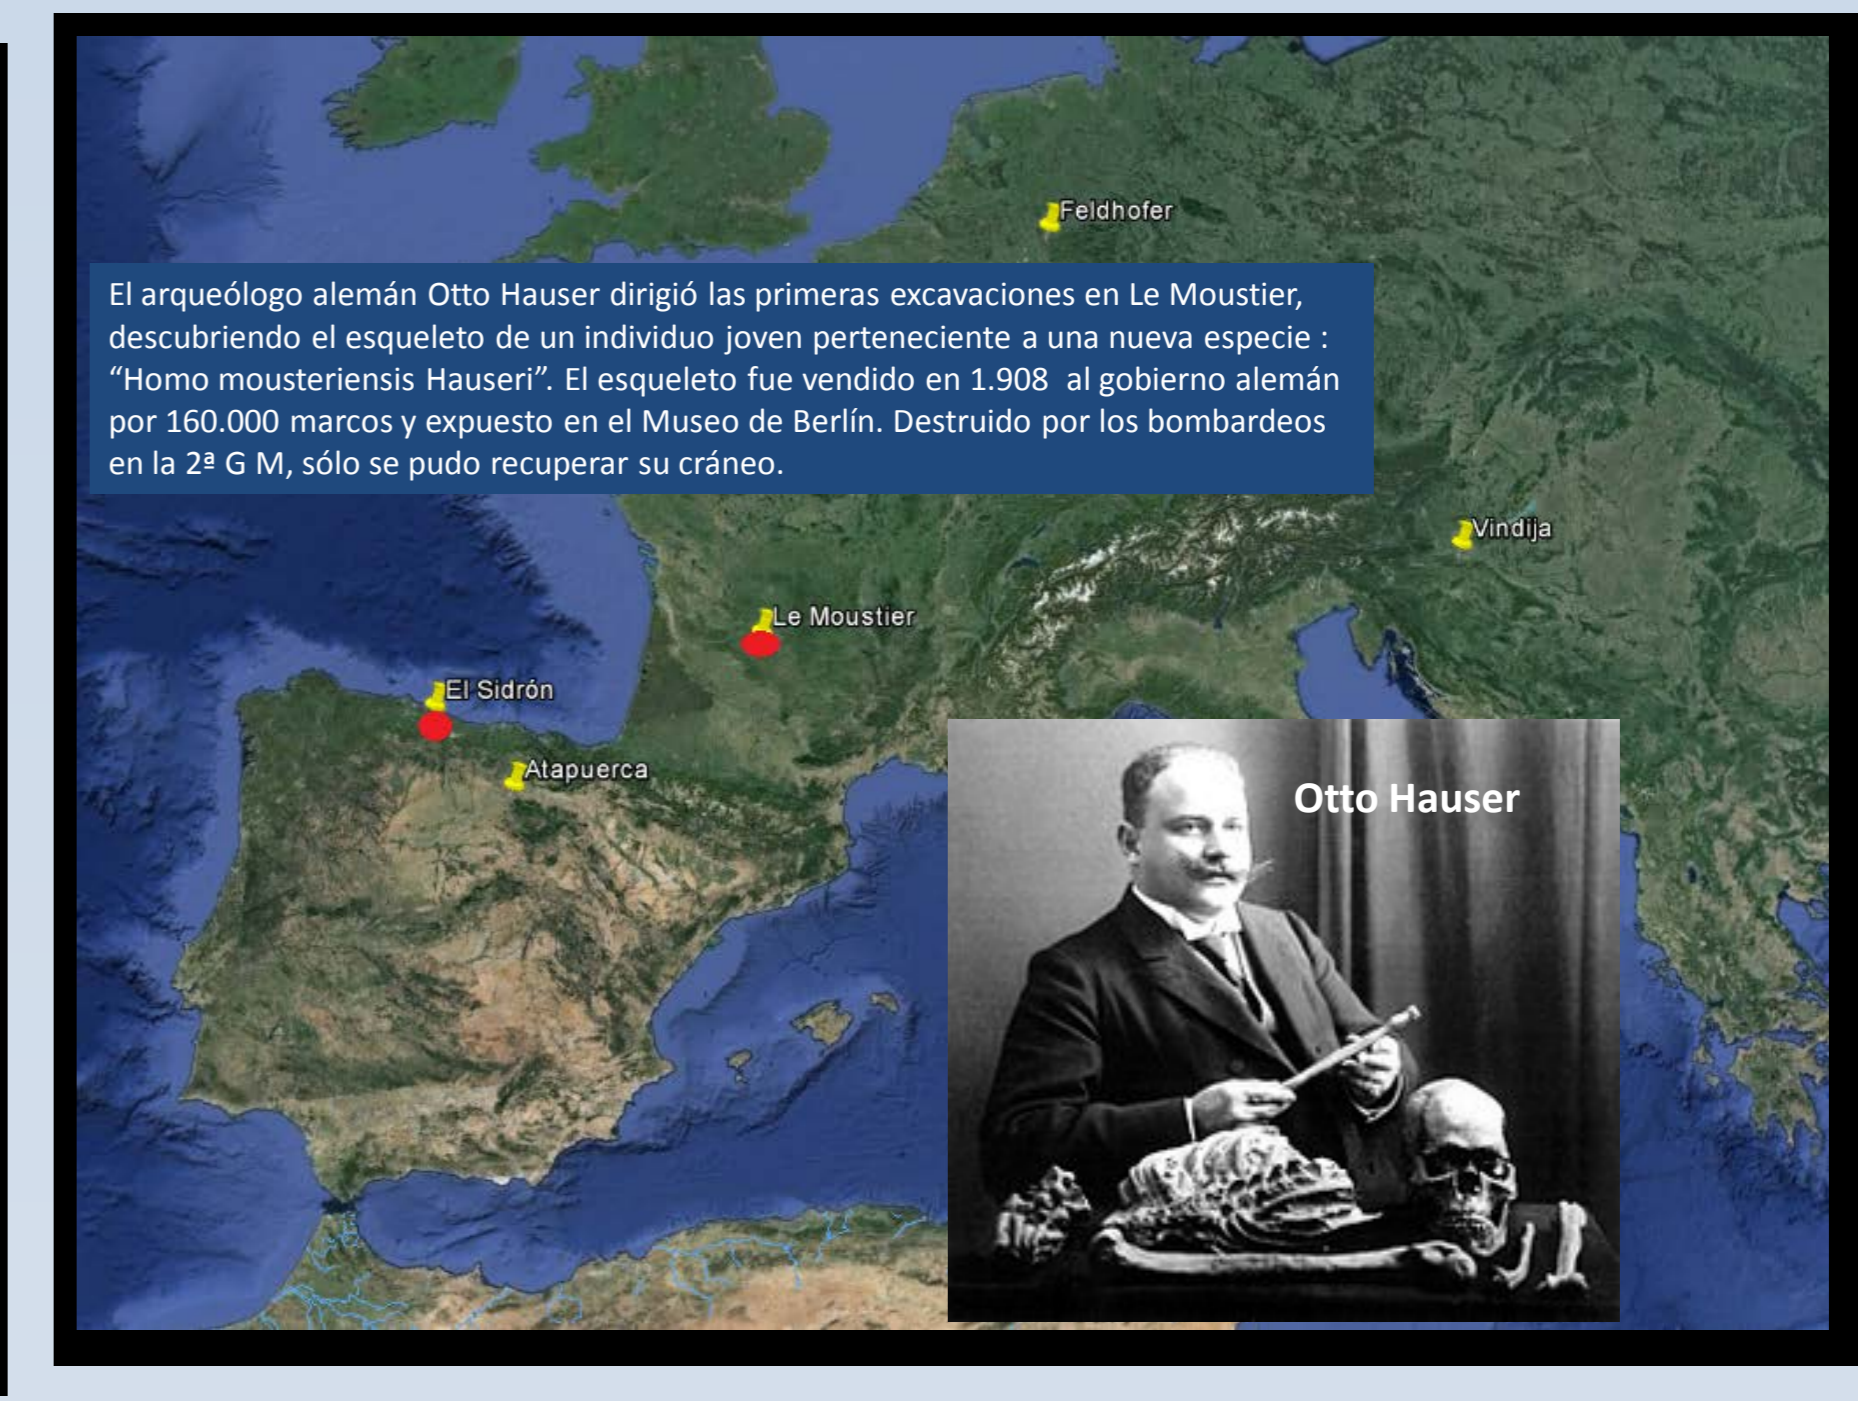 Feldhofer
El arqueólogo alemán Otto Hauser dirigió las primeras excavaciones en Le Moustier,
descubriendo el esqueleto de un individuo joven perteneciente a una nueva especie :
“Homo mousteriensis Hauseri”. El esqueleto fue vendido en 1.908  al gobierno alemán
por 160.000 marcos y expuesto en el Museo de Berlín. Destruido por los bombardeos
en la 2ª G M, sólo se pudo recuperar su cráneo.
Vindija
Le Moustier
El Sidrón
Atapuerca
Otto Hauser